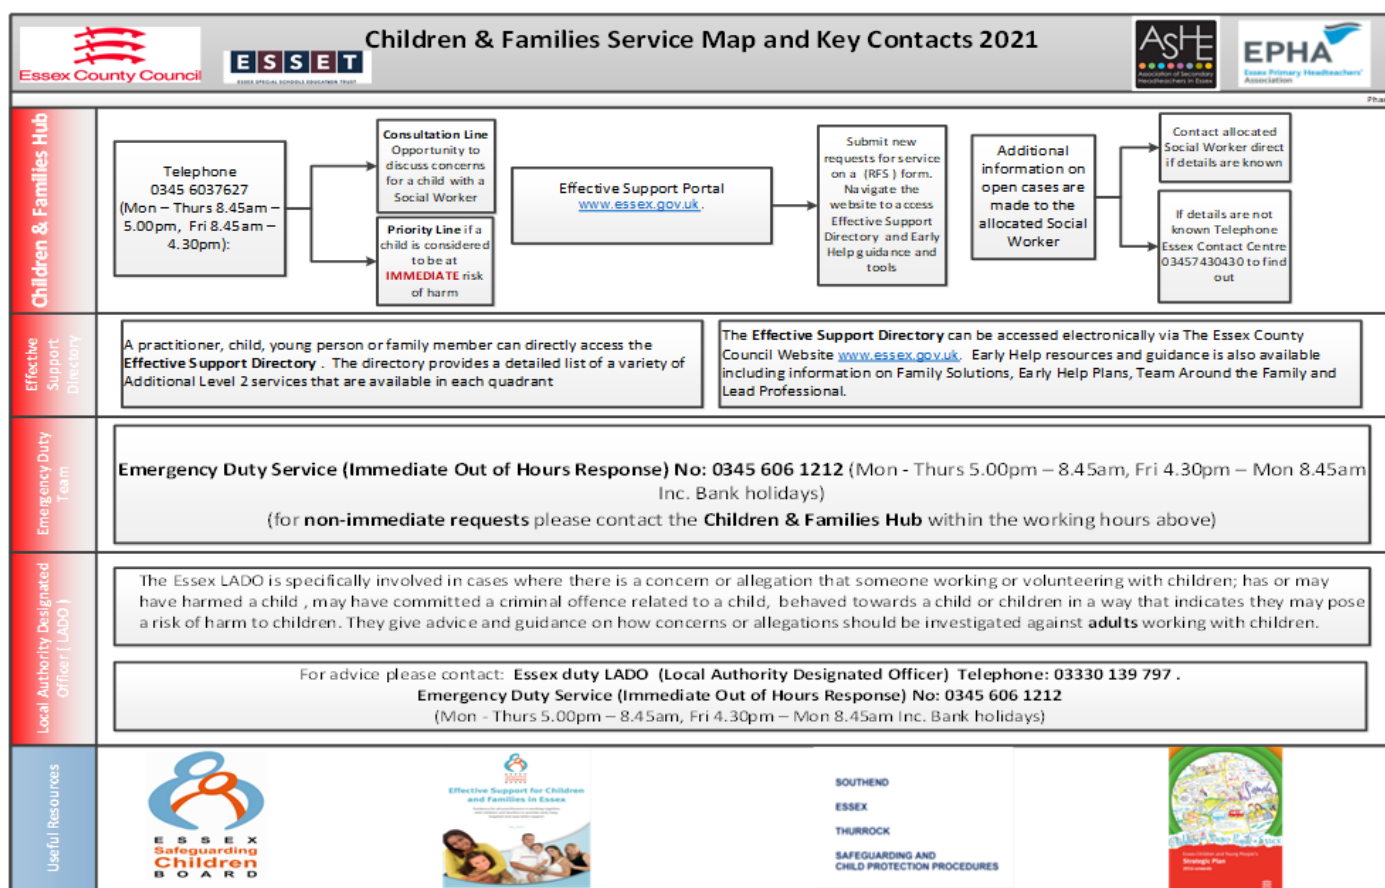 Children & Families Service Map and Key Contacts 2021
Essex County Council
ESSET
ESSEX SPECIAL SCHOOLS EDUCATION TRUST
ASHE
Association of Secondary
Headteachers in Essex
EPHA
Essex Primary Headteachers'
Association
Phar
Children & Families Hub
Telephone
0345 6037627
(Mon – Thurs 8.45am –
5.00pm, Fri 8.45am –
4.30pm):
Consultation Line
Opportunity to
discuss concerns
for a child with a
Social Worker
Priority Line if a
child is considered
to be at
IMMEDIATE risk
of harm
Effective Support Portal
www.essex.gov.uk .
Submit new
requests for service
on a (RFS ) form.
Navigate the
website to access
Effective Support
Directory and Early
Help guidance and
tools
Additional
information on
open cases are
made to the
allocated Social
Worker
Contact allocated
Social Worker direct
if details are known
If details are not
known Telephone
Essex Contact Centre
03457430430 to find
out
Effective
Support
Directory
A practitioner, child, young person or family member can directly access the
Effective Support Directory . The directory provides a detailed list of a variety of
Additional Level 2 services that are available in each quadrant
The Effective Support Directory can be accessed electronically via The Essex County
Council Website www.essex.gov.uk. Early Help resources and guidance is also available
including information on Family Solutions, Early Help Plans, Team Around the Family and
Lead Professional.
Emergency Duty
Team
Emergency Duty Service (Immediate Out of Hours Response) No: 0345 606 1212 (Mon - Thurs 5.00pm – 8.45am, Fri 4.30pm – Mon 8.45am
Inc. Bank holidays)
(for non-immediate requests please contact the Children & Families Hub within the working hours above)
Local Authority Designated
Officer ( LADO )
The Essex LADO is specifically involved in cases where there is a concern or allegation that someone working or volunteering with children; has or may
have harmed a child , may have committed a criminal offence related to a child, behaved towards a child or children in a way that indicates they may pose
a risk of harm to children. They give advice and guidance on how concerns or allegations should be investigated against adults working with children.
For advice please contact: Essex duty LADO (Local Authority Designated Officer) Telephone: 03330 139 797 .
Emergency Duty Service (Immediate Out of Hours Response) No: 0345 606 1212
(Mon - Thurs 5.00pm – 8.45am, Fri 4.30pm – Mon 8.45am Inc. Bank holidays)
Useful Resources
ESSEX
Safeguarding
Children
BOARD
Effective Support for Children
and Families in Essex
SOUTHEND
ESSEX
THURROCK
SAFEGUARDING AND
CHILD PROTECTION PROCEDURES
Essex Children and Young People's
Strategic Plan